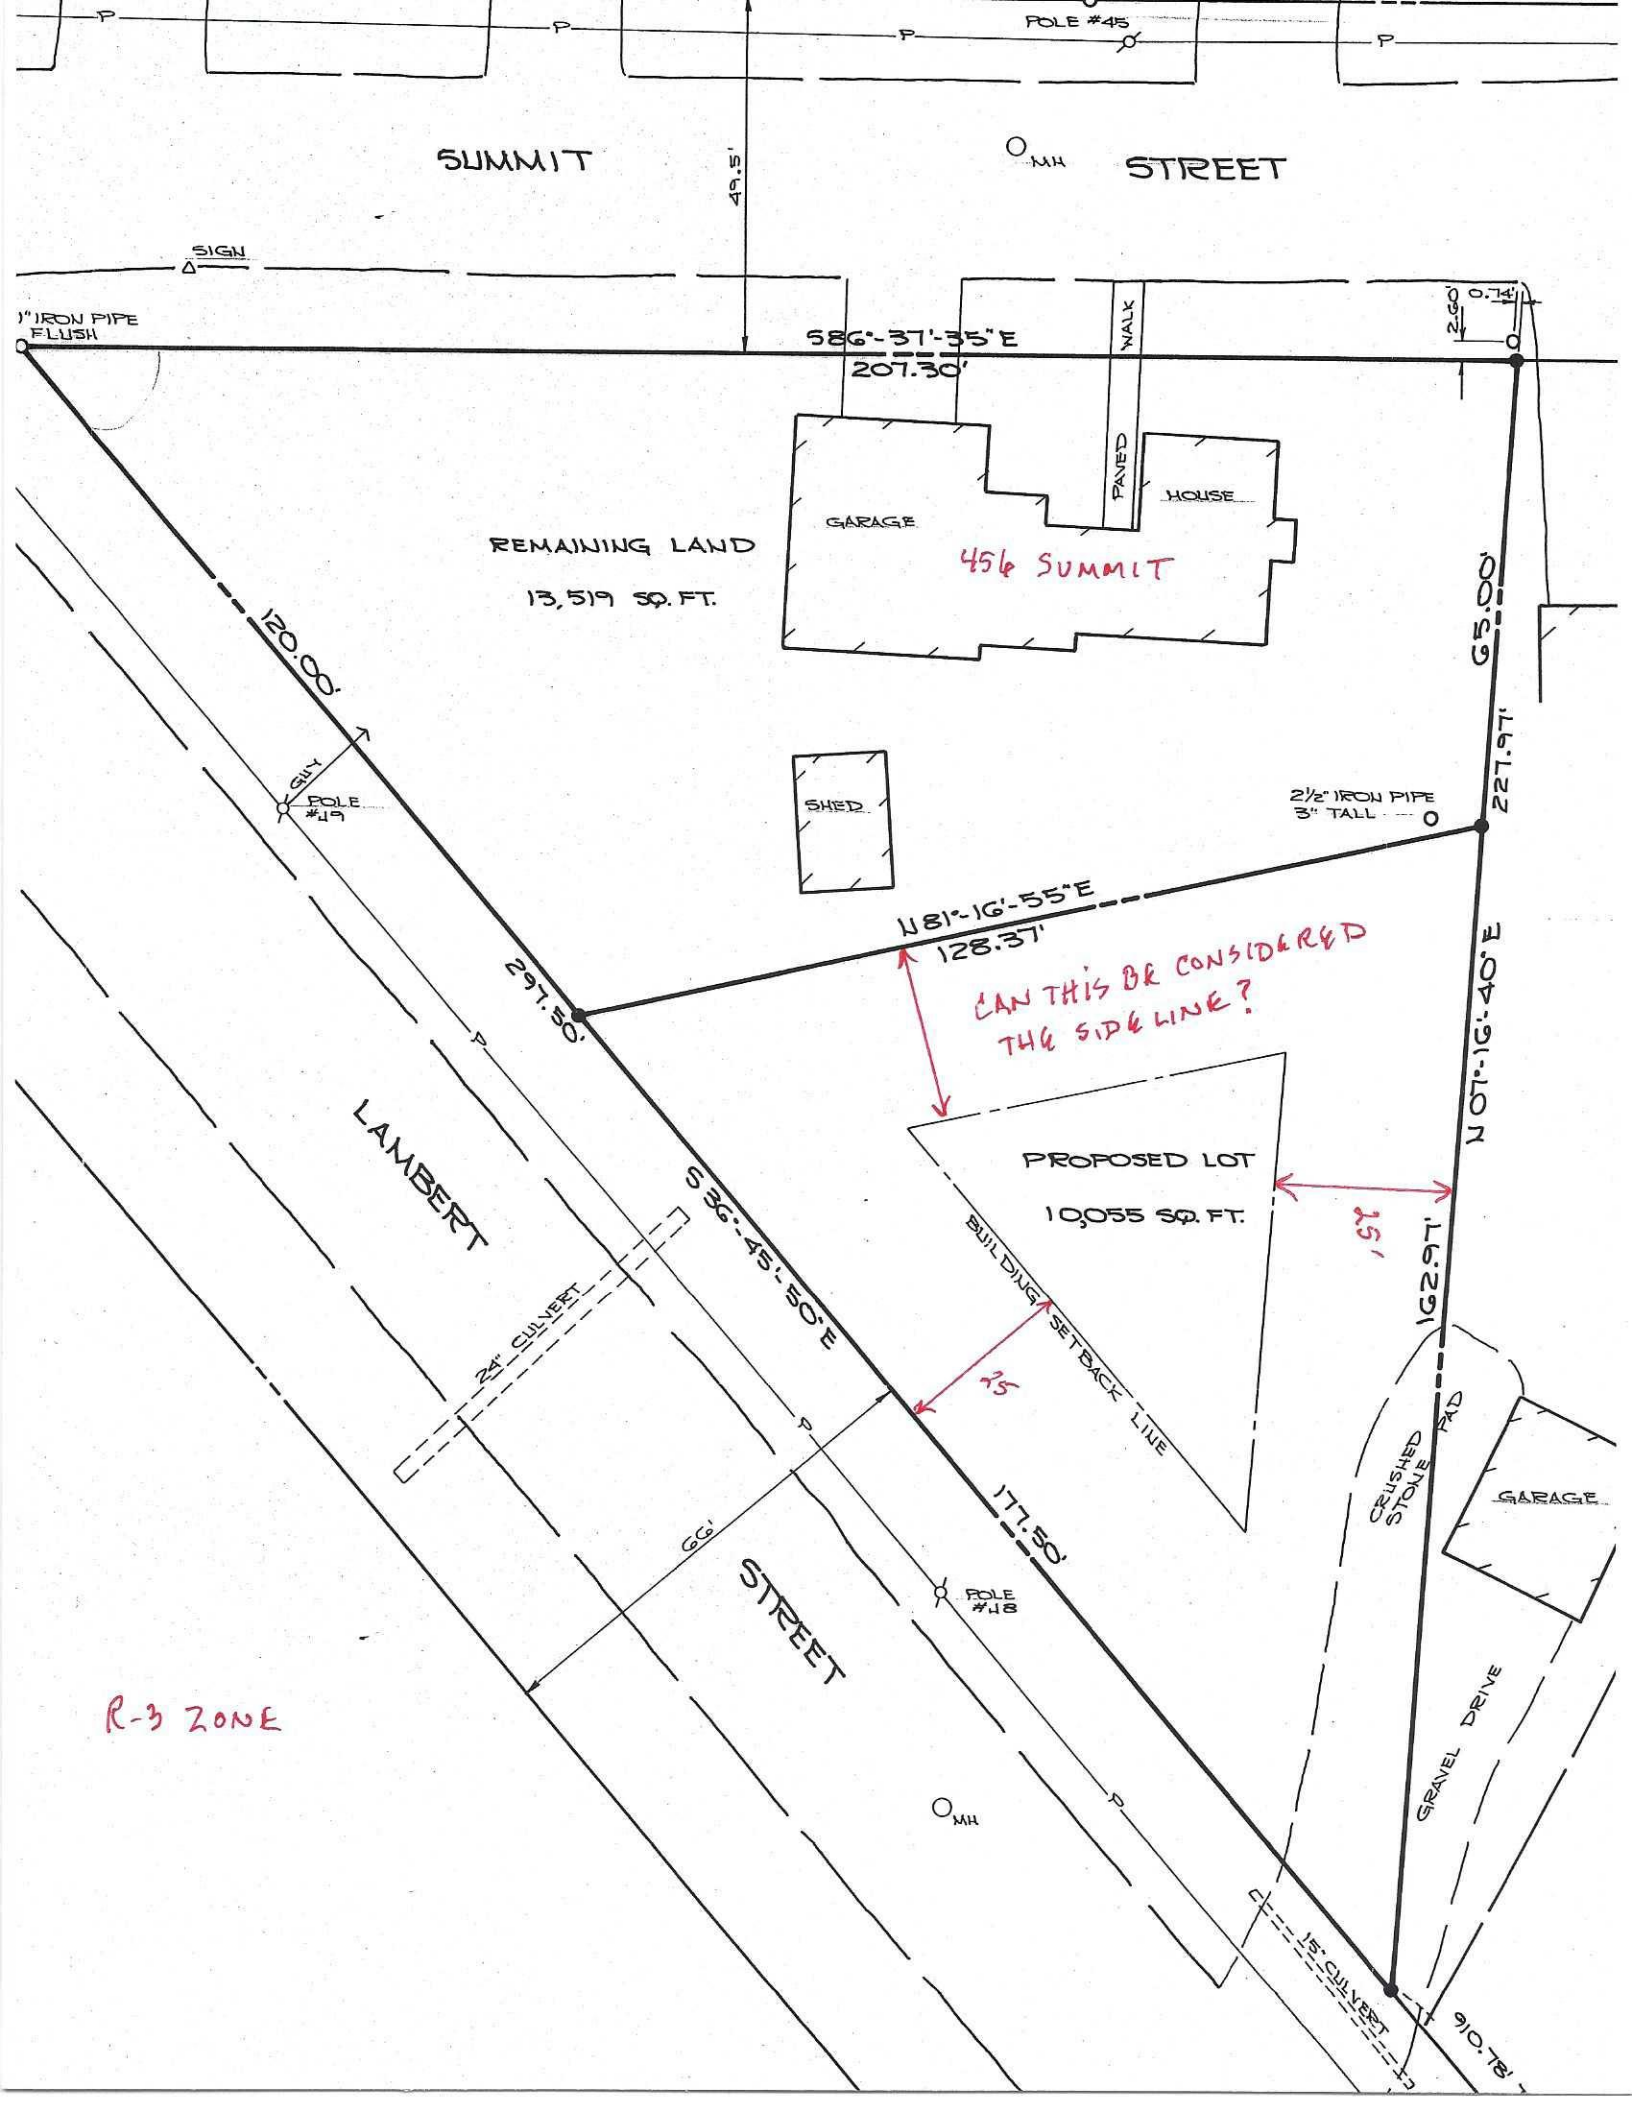 P
P
P
POLE #45
P
SUMMIT
49.5'
MH
STREET
SIGN
1" IRON PIPE
FLUSH
S86°-37'-35"E
207.30'
WALK
PAVED
2.60'
0.74'
GARAGE
HOUSE
REMAINING LAND
13,519 SQ. FT.
456 SUMMIT
120.00'
65.00'
227.97'
GUY
POLE
#49
SHED
2½" IRON PIPE
3" TALL
N81°-16'-55"E
128.37'
CAN THIS BE CONSIDERED
THE SIDE LINE?
297.50'
P
N07°-16'-40"E
LAMBERT
S36°-45'-50"E
PROPOSED LOT
10,055 SQ. FT.
25'
162.97'
BUILDING SETBACK LINE
24" CULVERT
25
P
CRUSHED
STONE
PAD
GARAGE
177.50'
66'
STREET
POLE
#48
R-3 ZONE
GRAVEL DRIVE
MH
P
15" CULVERT
910.78'